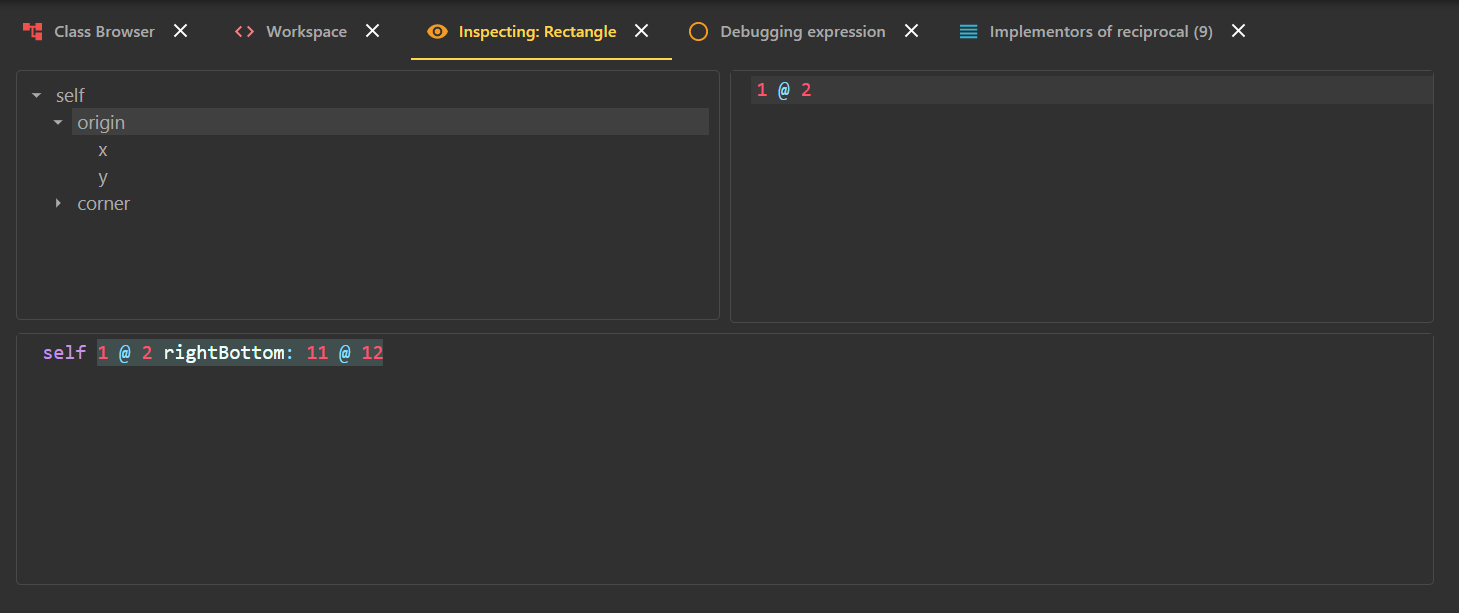 Class Browser
Workspace
Inspecting: Rectangle
Debugging expression
Implementors of reciprocal (9)
self
origin
x
y
corner
1 @ 2
self 1 @ 2 rightBottom: 11 @ 12